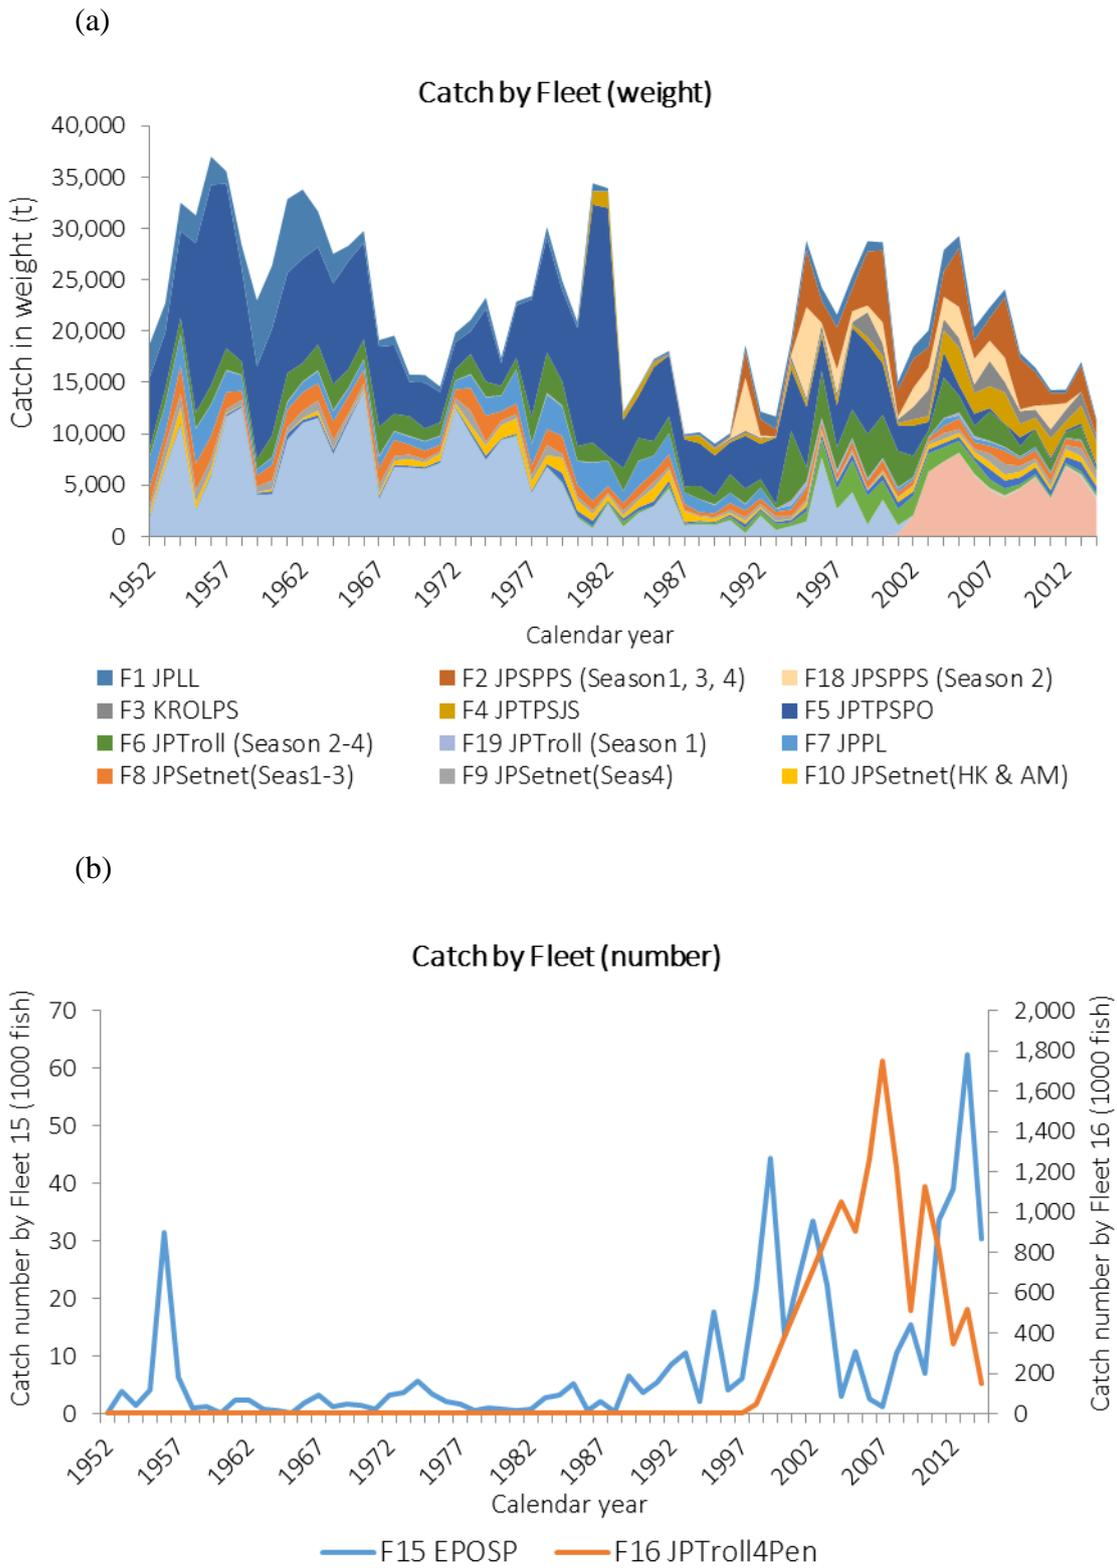 (a)
Catch by Fleet (weight)
40,000
35,000
30,000
25,000
20,000
15,000
10,000
5,000
0
Catch in weight (t)
1952 1957 1962 1967 1972 1977 1982 1987 1992 1997 2002 2007 2012
Calendar year
F1 JPLL F2 JPSPPS (Season1, 3, 4) F18 JPSPPS (Season 2)
F3 KROLPS F4 JPTPSJS F5 JPTPSPO
F6 JPTroll (Season 2-4) F19 JPTroll (Season 1) F7 JPPL
F8 JPSetnet(Seas1-3) F9 JPSetnet(Seas4) F10 JPSetnet(HK & AM)
(b)
Catch by Fleet (number)
Catch number by Fleet 15 (1000 fish)
70
60
50
40
30
20
10
0
2,000
1,800
1,600
1,400
1,200
1,000
800
600
400
200
0
Catch number by Fleet 16 (1000 fish)
1952 1957 1962 1967 1972 1977 1982 1987 1992 1997 2002 2007 2012
Calendar year
F15 EPOSP F16 JPTroll4Pen